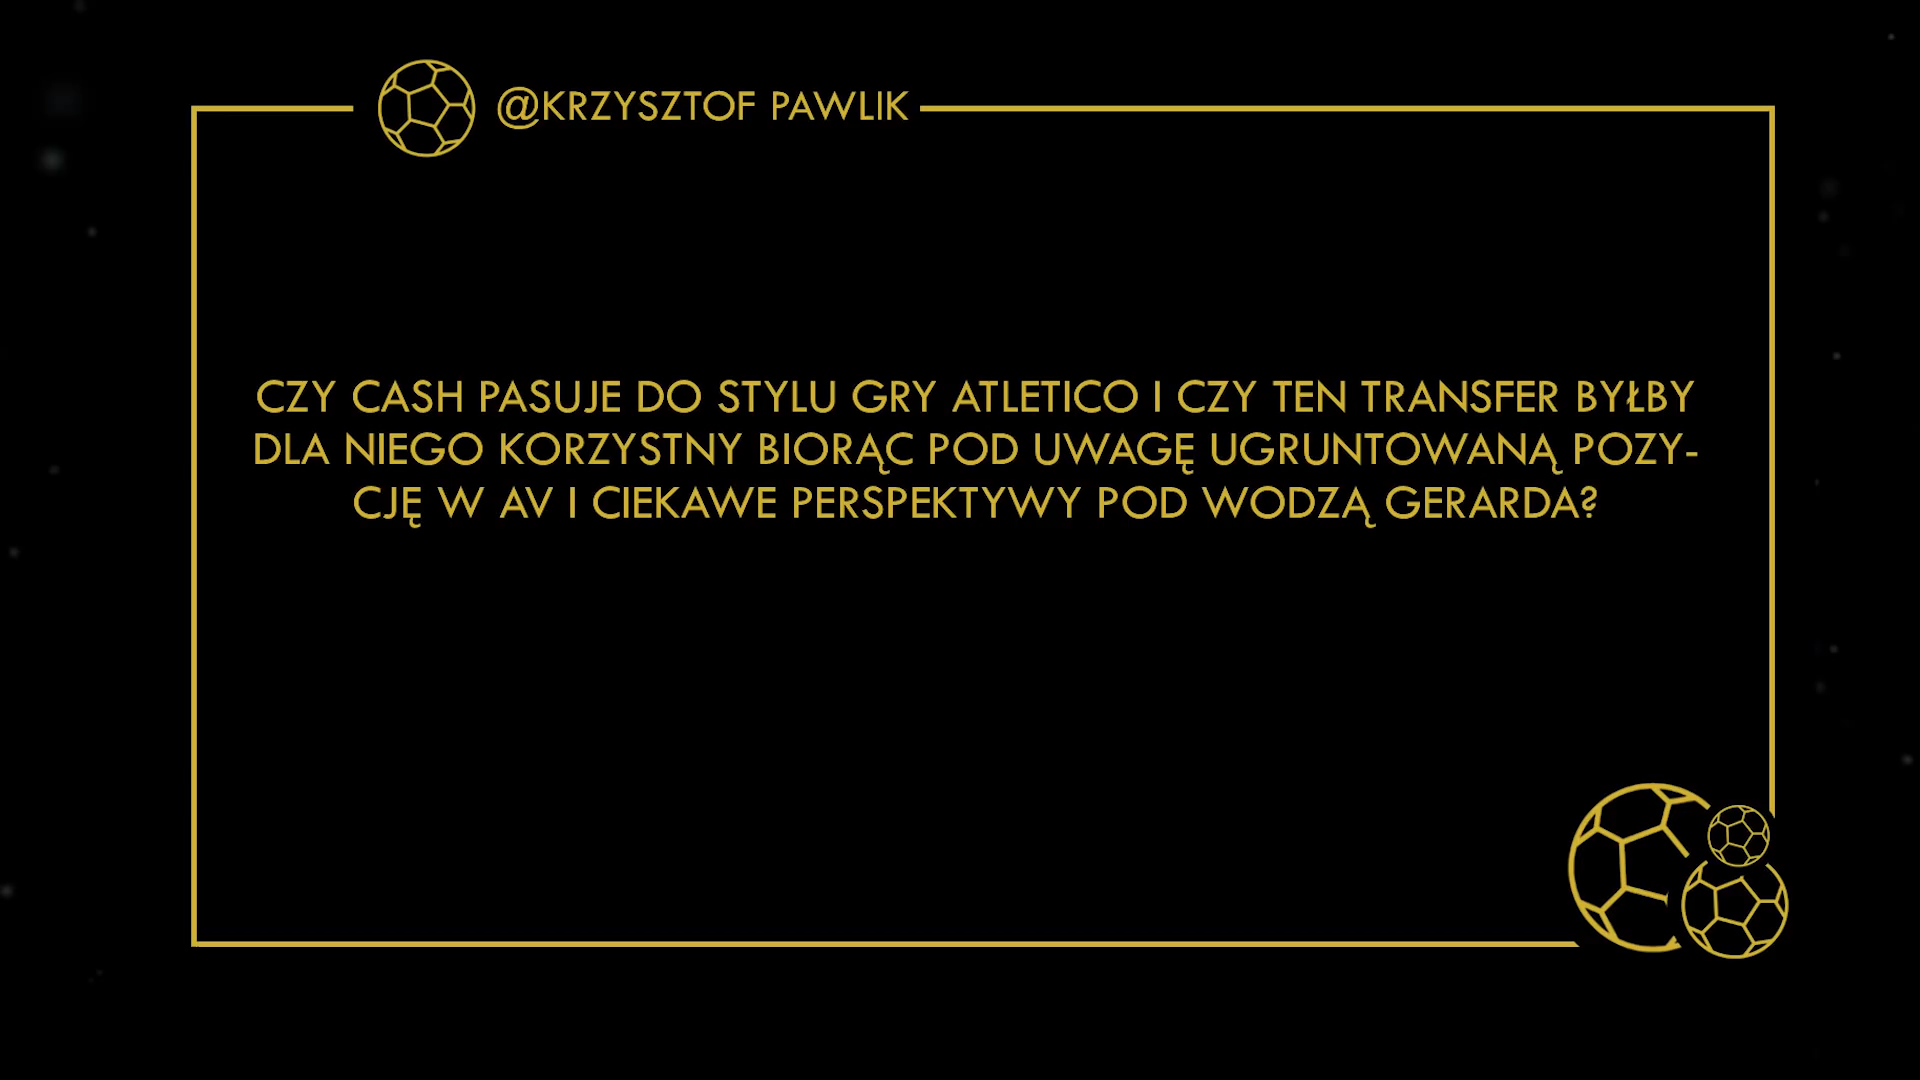 @KRZYSZTOF PAWLIK
CZY CASH PASUJE DO STYLU GRY ATLETICO I CZY TEN TRANSFER BYŁBY
DLA NIEGO KORZYSTNY BIORĄC POD UWAGĘ UGRUNTOWANĄ POZY-
CJĘ W AV I CIEKAWE PERSPEKTYWY POD WODZĄ GERARDA?